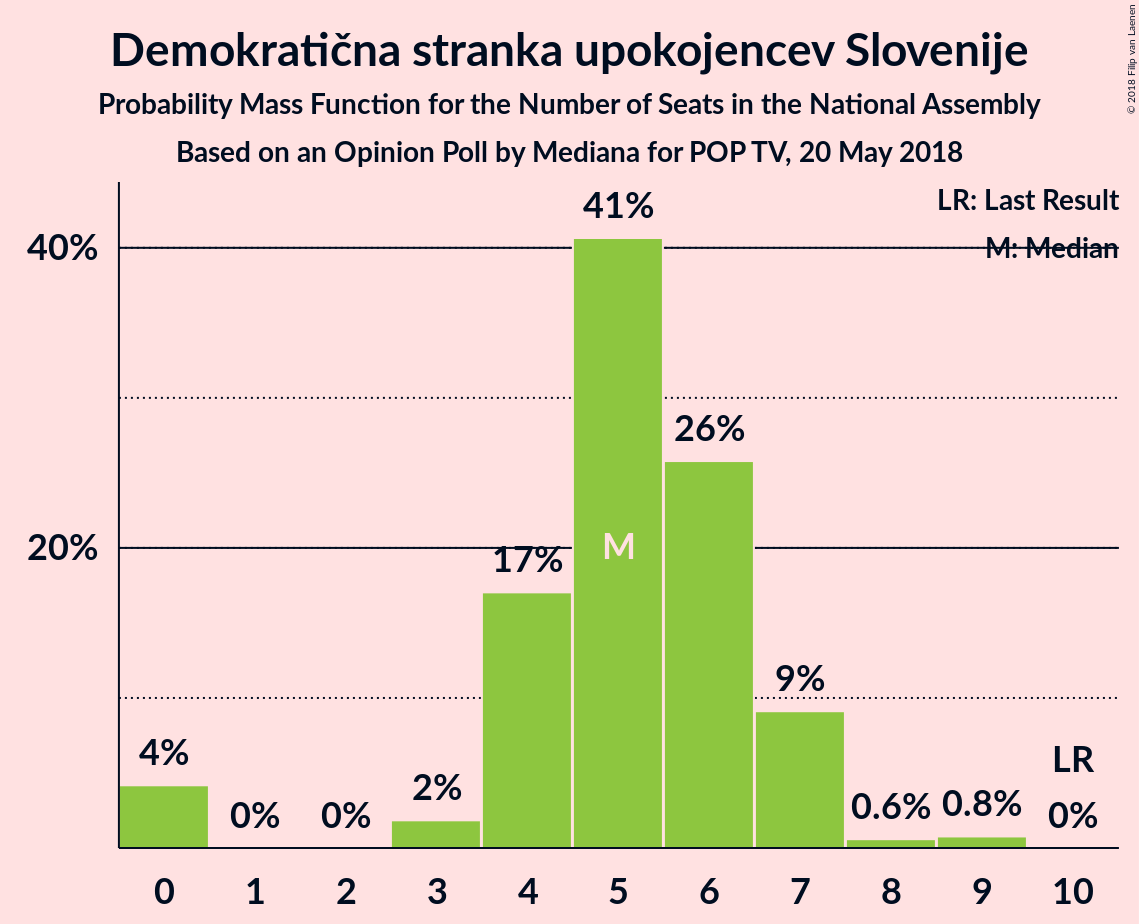 Demokratična stranka upokojencev Slovenije
Probability Mass Function for the Number of Seats in the National Assembly
Based on an Opinion Poll by Mediana for POP TV, 20 May 2018
© 2018 Filip van Laenen
LR: Last Result
M: Median
40%
20%
4%
0%
0%
2%
17%
41%
M
26%
9%
0.6%
0.8%
LR
0%
0 1 2 3 4 5 6 7 8 9 10